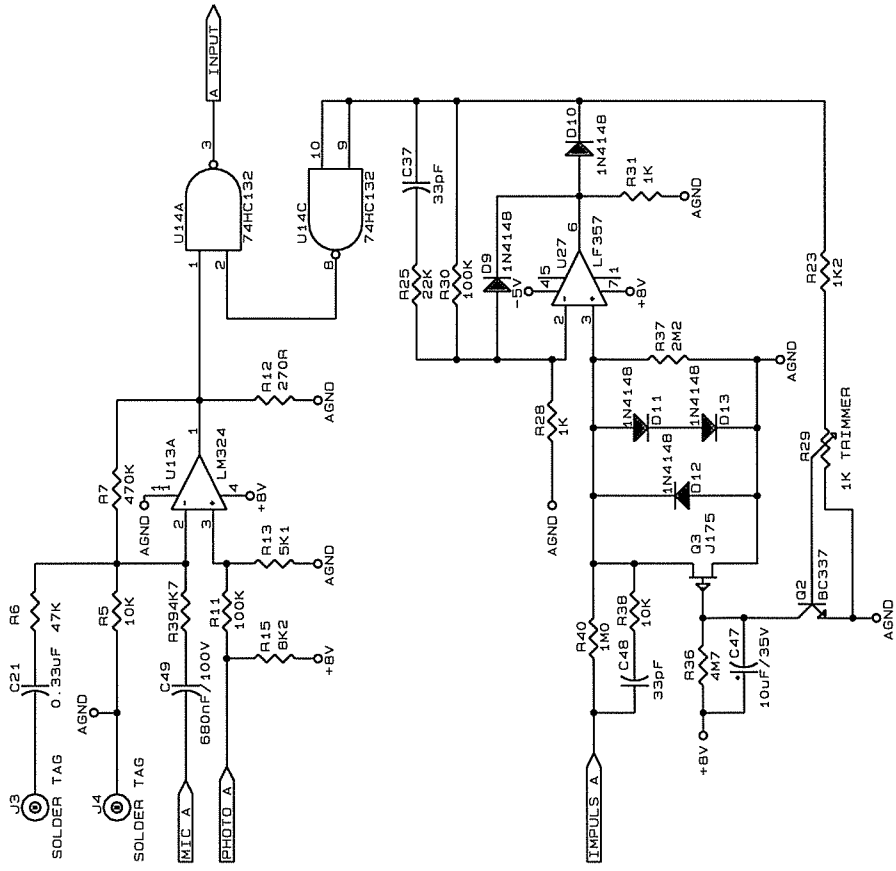 A INPUT
3
U14A
74HC132
1
2
10
9
U14C
74HC132
8
C37
33pF
D10
1N4148
R25
22K
R30
100K
D9
1N4148
U27
LF357
-5V
4
5
6
2
3
7
1
+8V
R31
1K
AGND
R7
470K
R12
270R
AGND
1
U13A
LM324
11
4
AGND
+8V
2
3
R28
1K
AGND
R37
2M2
AGND
1N4148
D11
1N4148
D13
1N4148
D12
R23
1K2
R29
1K TRIMMER
R6
47K
R5
10K
R39
4K7
R11
100K
R13
5K1
AGND
R15
8K2
+8V
C21
0.33uF
C49
680nF/100V
AGND
J3
SOLDER TAG
J4
SOLDER TAG
MIC A
PHOTO A
Q3
J175
R40
1M0
R38
10K
C48
33pF
R36
4M7
C47
+
10uF/35V
+8V
Q2
BC337
AGND
IMPULS A